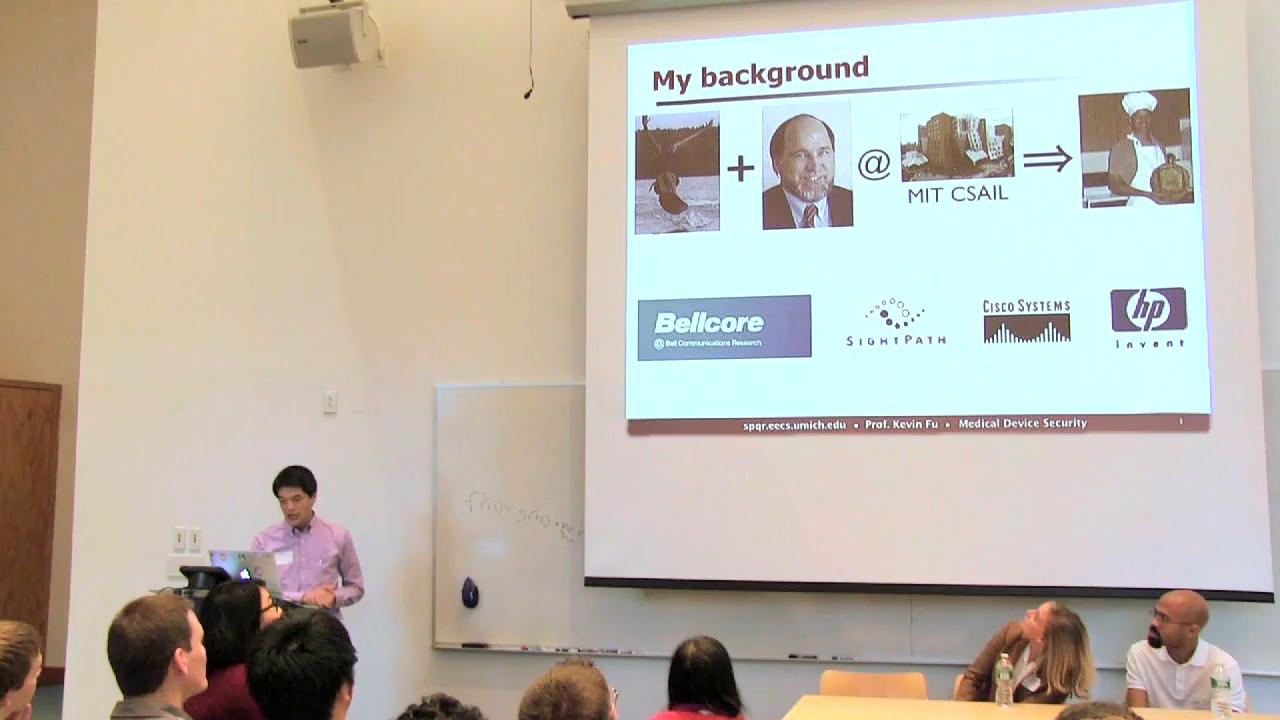 My background
+
@
MIT CSAIL
Bellcore
Bell Communications Research
SIGHTPATH
CISCO SYSTEMS
hp
invent
spqr.eecs.umich.edu • Prof. Kevin Fu • Medical Device Security
f(n) = g(n) +